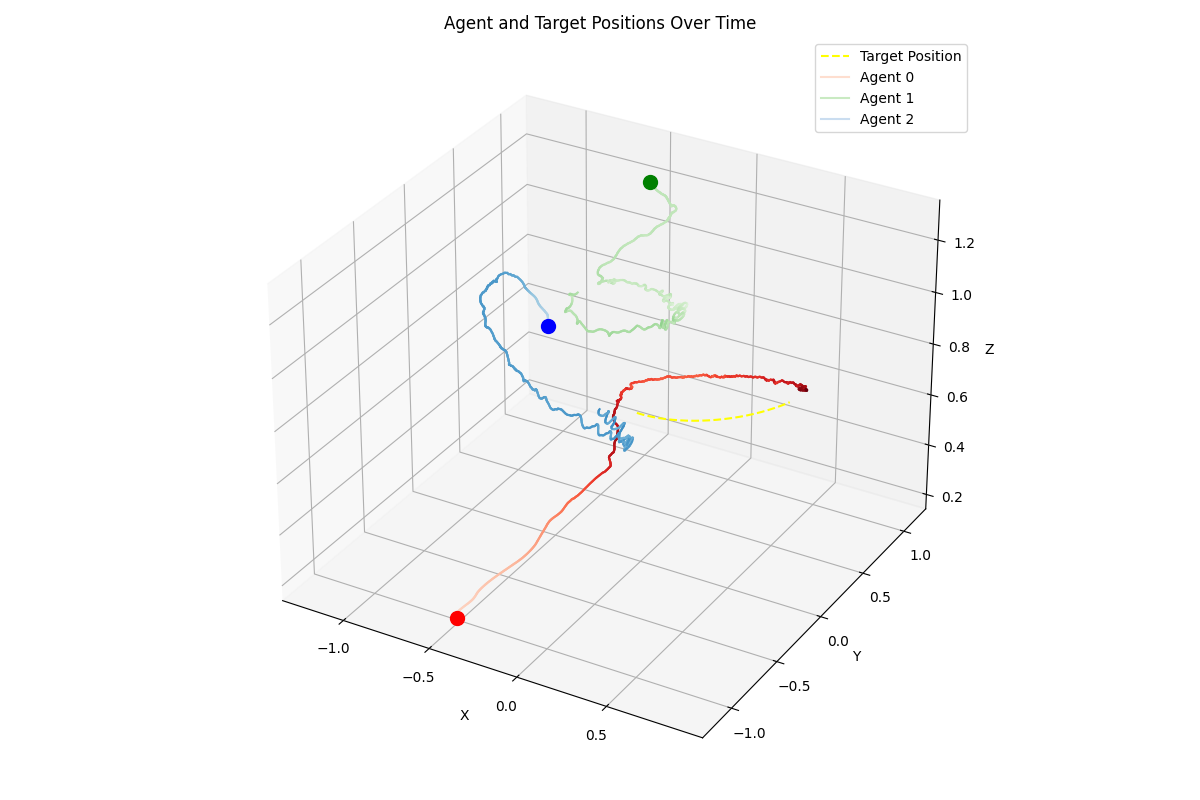 Agent and Target Positions Over Time
Target Position
Agent 0
Agent 1
Agent 2
1.2
1.0
0.8
0.6
0.4
0.2
Z
1.0
0.5
0.0
−0.5
−1.0
Y
−1.0
−0.5
0.0
0.5
X